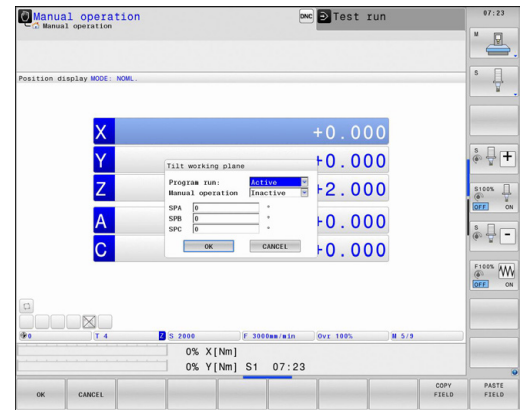 Manual operation
DNC
Test run
07:23
Manual operation
M
Position display MODE: NOML.
S
X +0.000
Y +0.000
Z +2.000
A +0.000
C +0.000
Tilt working plane
Program run: Active
Manual operation Inactive
SPA 0 °
SPB 0 °
SPC 0 °
OK CANCEL
S
+
S100%
OFF ON
S
-
F100% WW
OFF ON
0 T 4 Z S 2000 F 3000mm/min Ovr 100% M 5/9
0% X[Nm]
0% Y[Nm] S1 07:23
OK CANCEL COPY FIELD PASTE FIELD